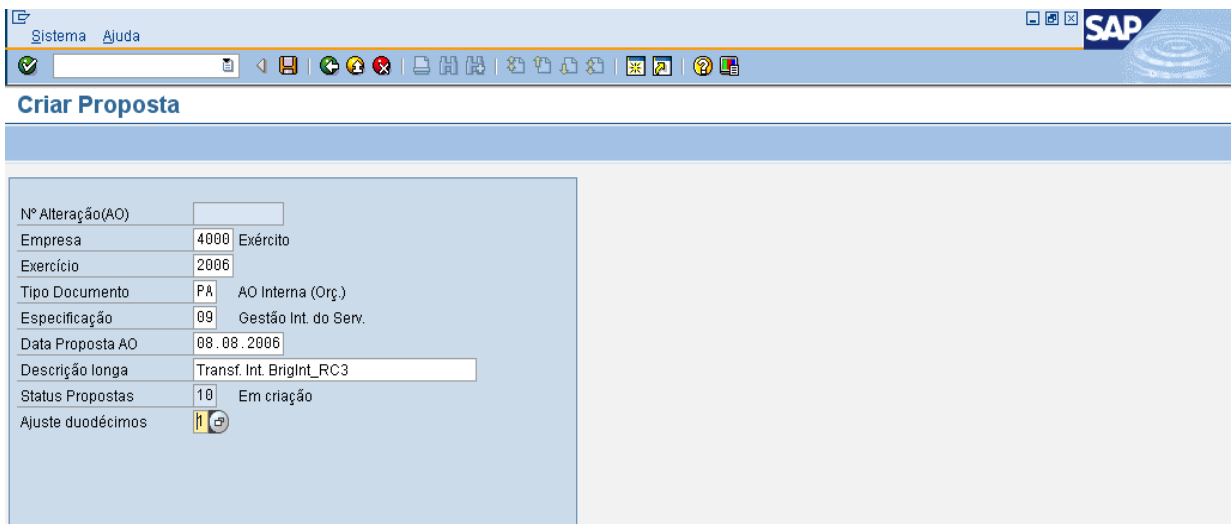 Sistema Ajuda
SAP
Criar Proposta
Nº Alteração(AO)
Empresa 4000 Exército
Exercício 2006
Tipo Documento PA AO Interna (Orç.)
Especificação 09 Gestão Int. do Serv.
Data Proposta AO 08.08.2006
Descrição longa Transf. Int. BrigInt_RC3
Status Propostas 10 Em criação
Ajuste duodécimos 1